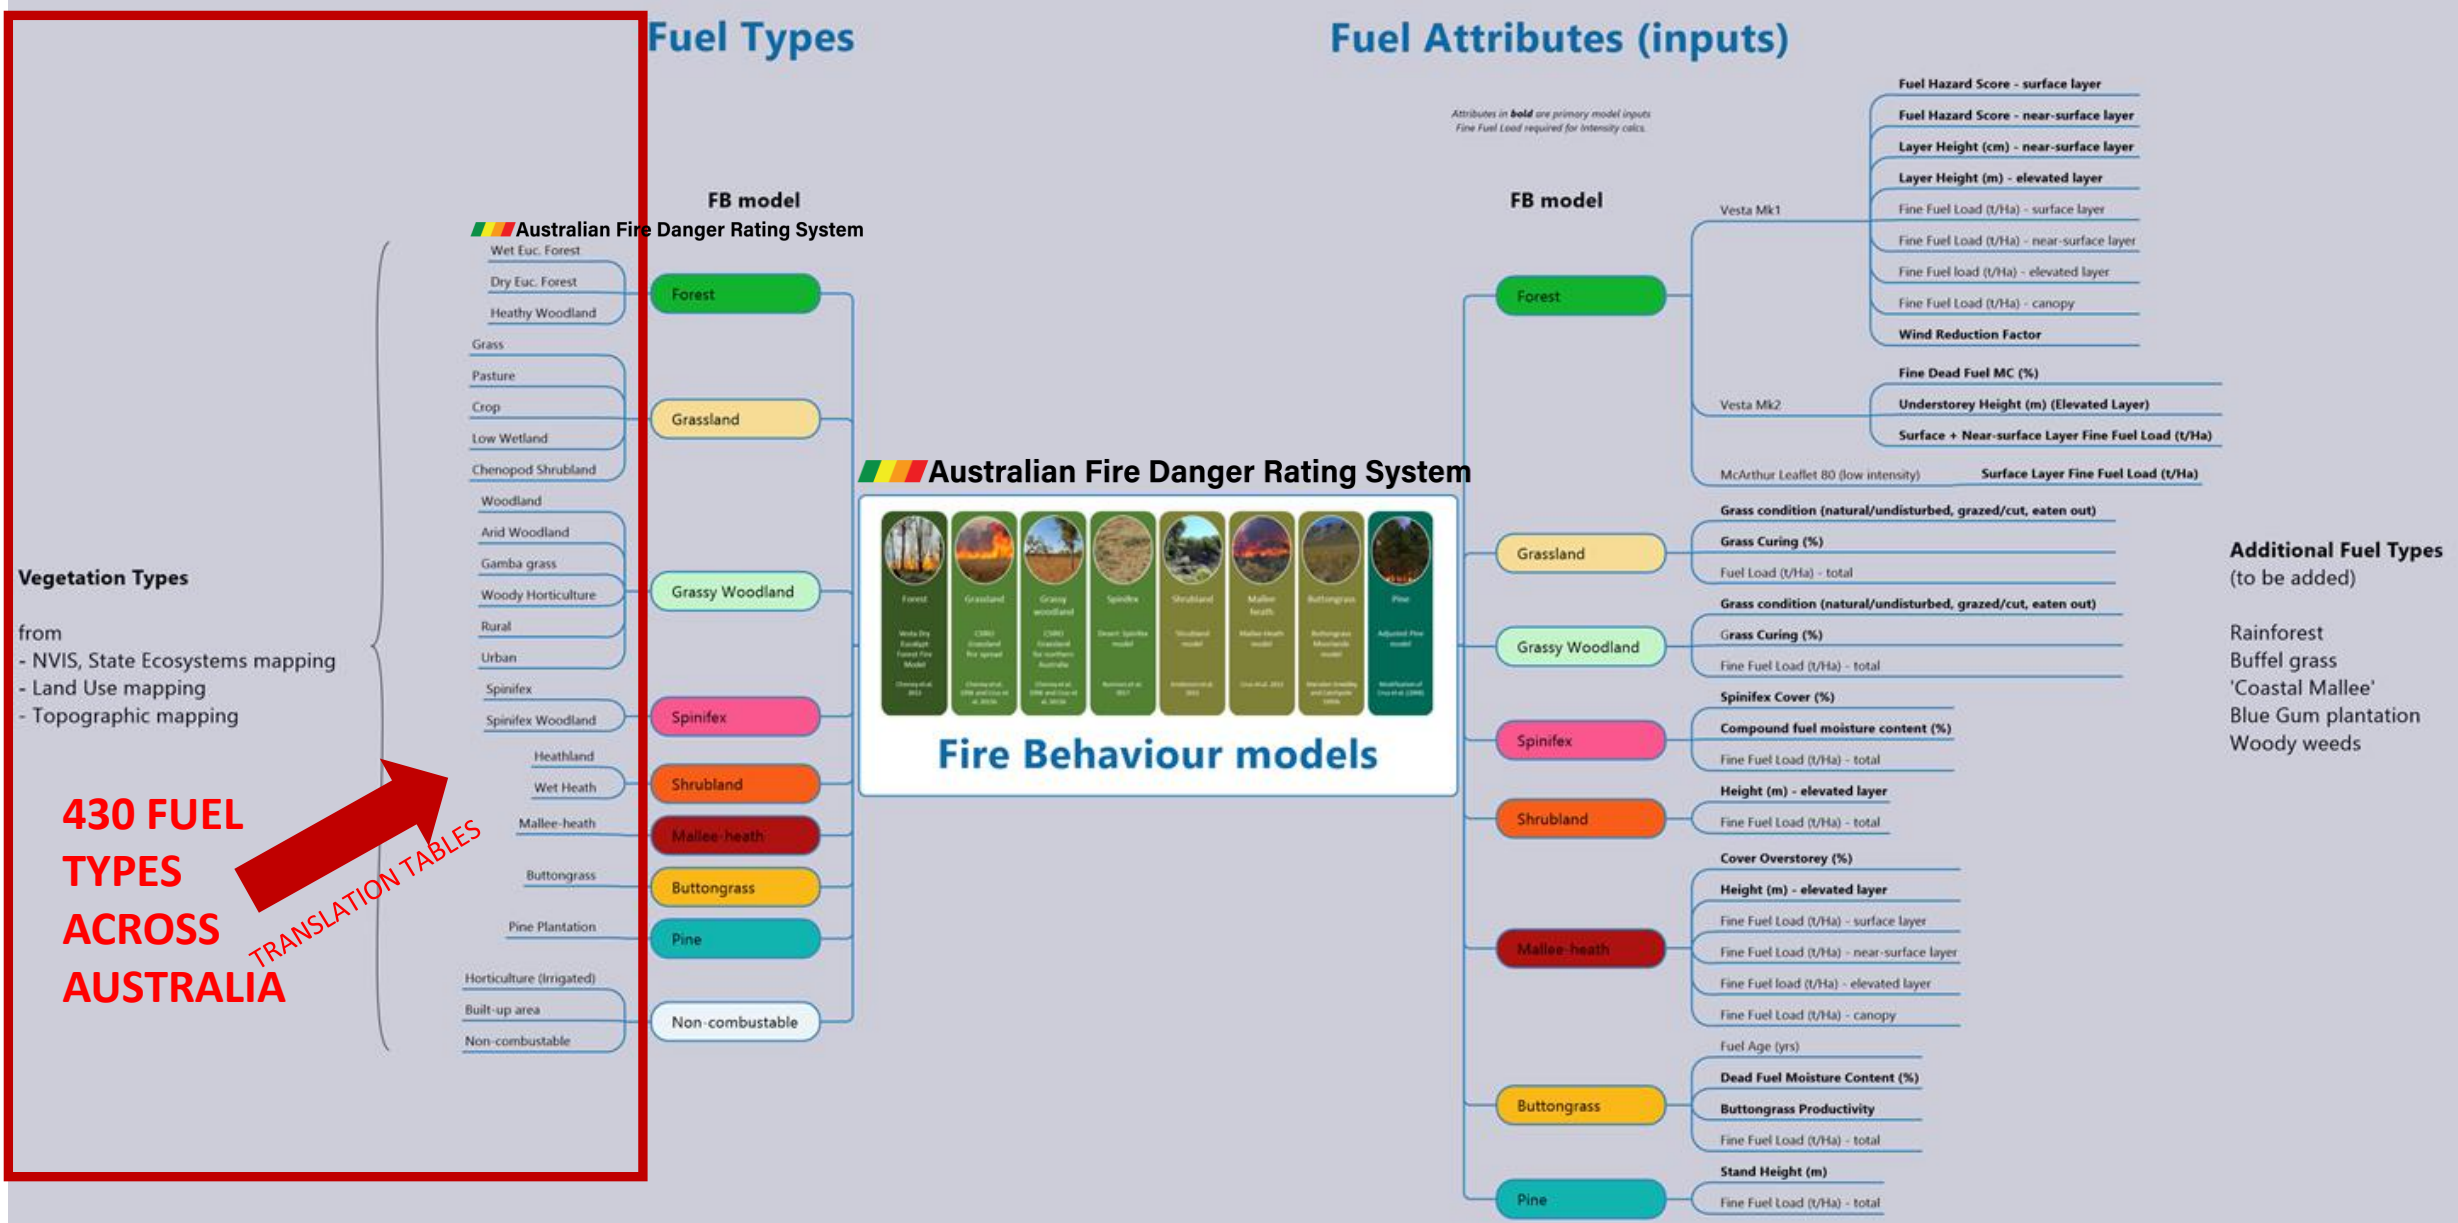 Fuel Types
Fuel Attributes (inputs)
Attributes in bold are primary model inputs
Fine Fuel Load required for Intensity calcs.
FB model
Australian Fire Danger Rating System
Wet Euc. Forest
Dry Euc. Forest
Heathy Woodland
Forest
Grass
Pasture
Crop
Low Wetland
Chenopod Shrubland
Grassland
Woodland
Arid Woodland
Gamba grass
Woody Horticulture
Rural
Urban
Grassy Woodland
Spinifex
Spinifex Woodland
Spinifex
Heathland
Wet Heath
Shrubland
Mallee-heath
Mallee-heath
Buttongrass
Buttongrass
Pine Plantation
Pine
Horticulture (Irrigated)
Built-up area
Non-combustable
Non-combustable
Vegetation Types
from
- NVIS, State Ecosystems mapping
- Land Use mapping
- Topographic mapping
430 FUEL
TYPES
ACROSS
AUSTRALIA
TRANSLATION TABLES
Australian Fire Danger Rating System
Forest
Grassland
Grassy
woodland
Spinifex
Shrubland
Mallee
heath
Buttongrass
Pine
Fire Behaviour models
FB model
Forest
Vesta Mk1
Fuel Hazard Score - surface layer
Fuel Hazard Score - near-surface layer
Layer Height (cm) - near-surface layer
Layer Height (m) - elevated layer
Fine Fuel Load (t/Ha) - surface layer
Fine Fuel Load (t/Ha) - near-surface layer
Fine Fuel load (t/Ha) - elevated layer
Fine Fuel Load (t/Ha) - canopy
Wind Reduction Factor
Vesta Mk2
Fine Dead Fuel MC (%)
Understorey Height (m) (Elevated Layer)
Surface + Near-surface Layer Fine Fuel Load (t/Ha)
McArthur Leaflet 80 (low intensity)
Surface Layer Fine Fuel Load (t/Ha)
Grassland
Grass condition (natural/undisturbed, grazed/cut, eaten out)
Grass Curing (%)
Fuel Load (t/Ha) - total
Grassy Woodland
Grass condition (natural/undisturbed, grazed/cut, eaten out)
Grass Curing (%)
Fine Fuel Load (t/Ha) - total
Spinifex
Spinifex Cover (%)
Compound fuel moisture content (%)
Fine Fuel Load (t/Ha) - total
Shrubland
Height (m) - elevated layer
Fine Fuel Load (t/Ha) - total
Mallee-heath
Cover Overstorey (%)
Height (m) - elevated layer
Fine Fuel Load (t/Ha) - surface layer
Fine Fuel Load (t/Ha) - near-surface layer
Fine Fuel load (t/Ha) - elevated layer
Fine Fuel Load (t/Ha) - canopy
Buttongrass
Fuel Age (yrs)
Dead Fuel Moisture Content (%)
Buttongrass Productivity
Fine Fuel Load (t/Ha) - total
Pine
Stand Height (m)
Fine Fuel Load (t/Ha) - total
Additional Fuel Types
(to be added)
Rainforest
Buffel grass
'Coastal Mallee'
Blue Gum plantation
Woody weeds